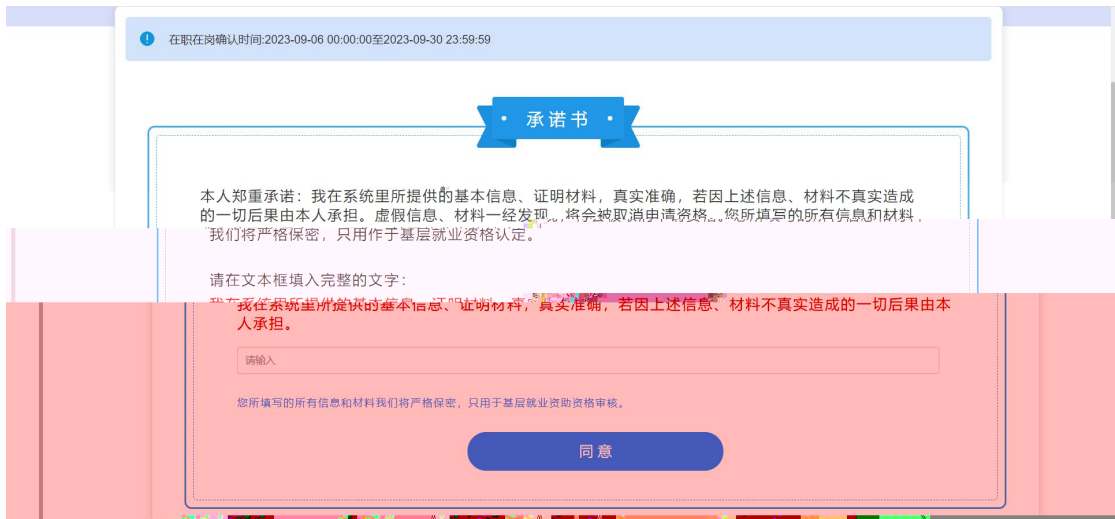 在职在岗确认时间:2023-09-06 00:00:00至2023-09-30 23:59:59
· 承诺书 ·
本人郑重承诺：我在系统里所提供的基本信息、证明材料，真实准确，若因上述信息、材料不真实造成
的一切后果由本人承担。虚假信息、材料一经发现，将会被取消申请资格。您所填写的所有信息和材料，
我们将严格保密，只用作于基层就业资格认定。
请在文本框填入完整的文字：
我在系统里所提供的基本信息、证明材料，真实准确，若因上述信息、材料不真实造成的一切后果由本
人承担。
请输入
您所填写的所有信息和材料我们将严格保密，只用于基层就业资助资格审核。
同意